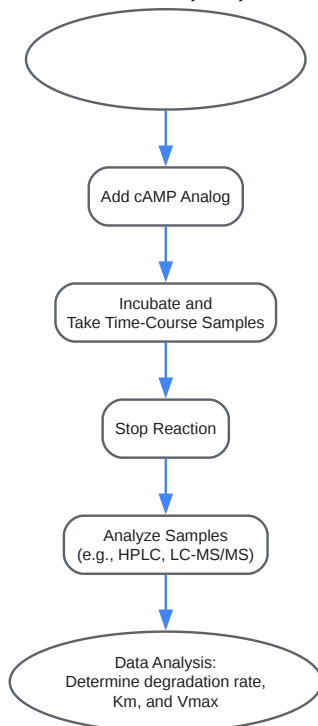 Add cAMP Analog
Incubate and
Take Time-Course Samples
Stop Reaction
Analyze Samples
(e.g., HPLC, LC-MS/MS)
Data Analysis:
Determine degradation rate,
Km, and Vmax